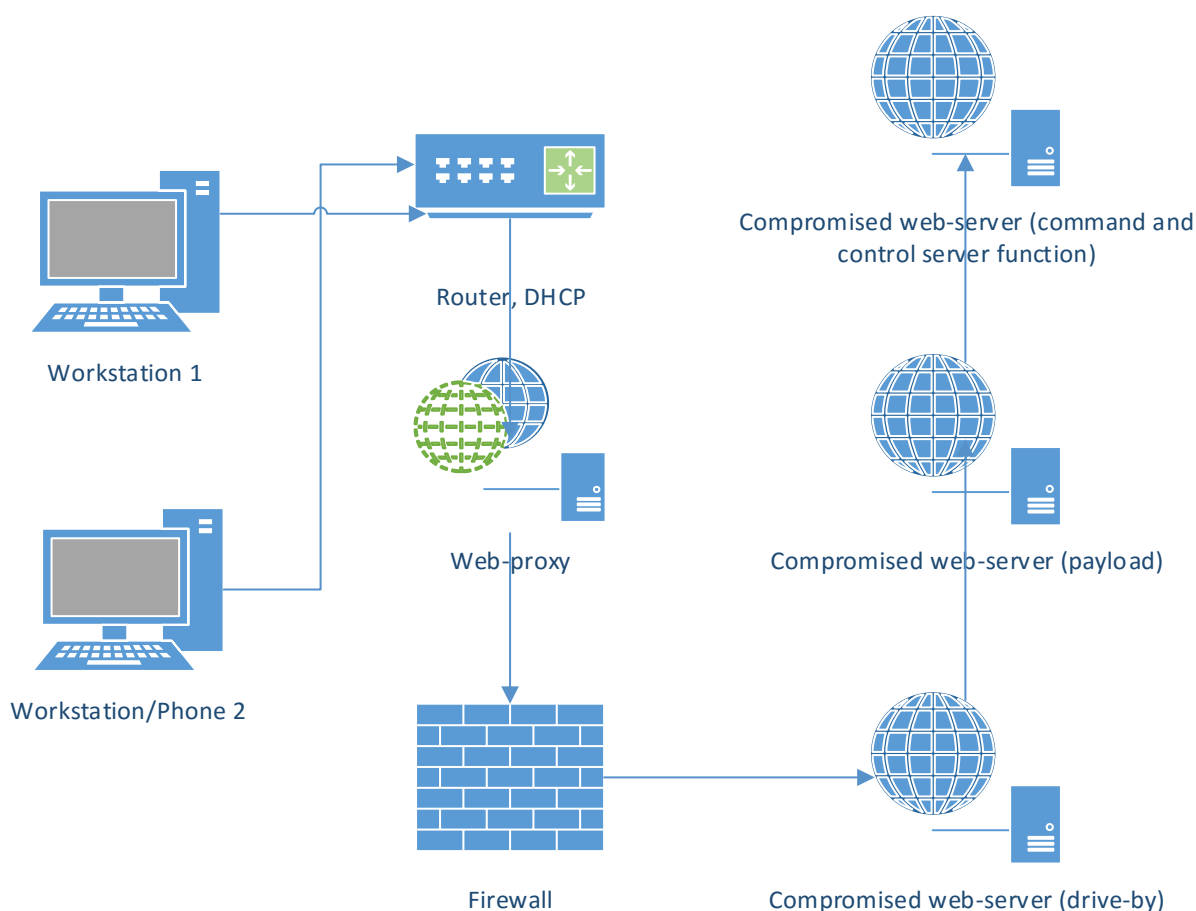 Workstation 1
Workstation/Phone 2
Router, DHCP
Web-proxy
Firewall
Compromised web-server (command and
control server function)
Compromised web-server (payload)
Compromised web-server (drive-by)